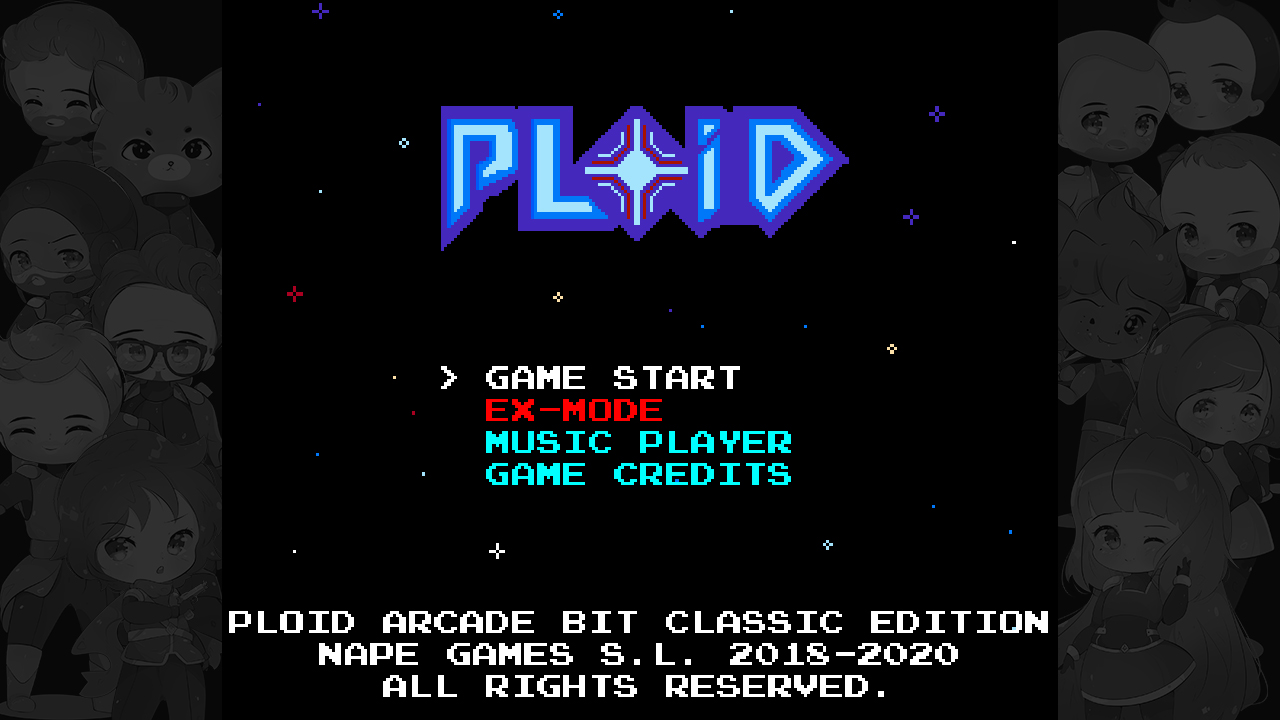 PLOID
> GAME START
EX-MODE
MUSIC PLAYER
GAME CREDITS
PLOID ARCADE BIT CLASSIC EDITION
NAPE GAMES S.L. 2018-2020
ALL RIGHTS RESERVED.